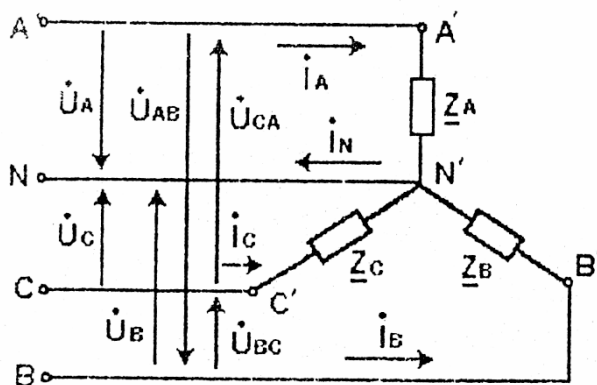 A A'
U̇A U̇AB U̇CA İA Z̲A
N İN N'
U̇C İC Z̲C Z̲B B
C C'
U̇B U̇BC İB
B